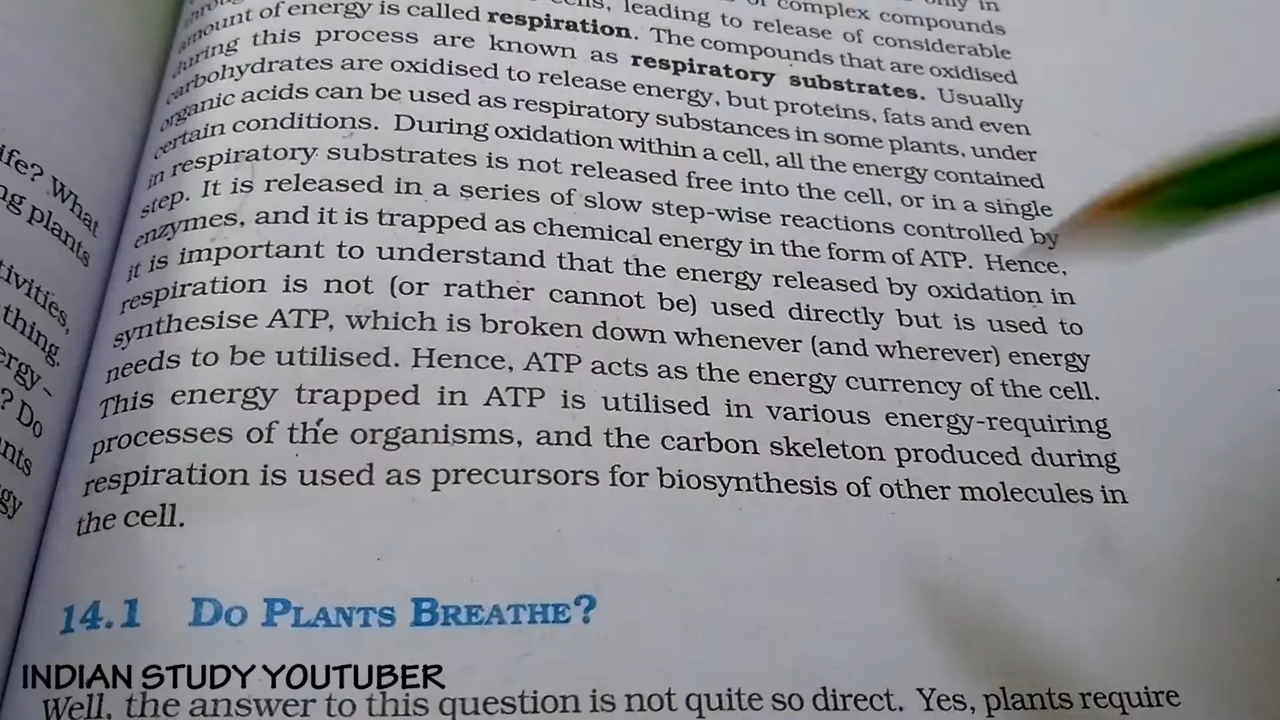 only in
cells, leading to release of considerable
of complex compounds
amount of energy is called respiration. The compounds that are oxidised
during this process are known as respiratory substrates. Usually
carbohydrates are oxidised to release energy, but proteins, fats and even
organic acids can be used as respiratory substances in some plants, under
certain conditions. During oxidation within a cell, all the energy contained
in respiratory substrates is not released free into the cell, or in a single
step. It is released in a series of slow step-wise reactions controlled by
enzymes, and it is trapped as chemical energy in the form of ATP. Hence,
it is important to understand that the energy released by oxidation in
respiration is not (or rather cannot be) used directly but is used to
synthesise ATP, which is broken down whenever (and wherever) energy
needs to be utilised. Hence, ATP acts as the energy currency of the cell.
This energy trapped in ATP is utilised in various energy-requiring
processes of the organisms, and the carbon skeleton produced during
respiration is used as precursors for biosynthesis of other molecules in
the cell.
14.1 DO PLANTS BREATHE?
Well, the answer to this question is not quite so direct. Yes, plants require
life? What
plants
thing.
? Do
INDIAN STUDY YOUTUBER